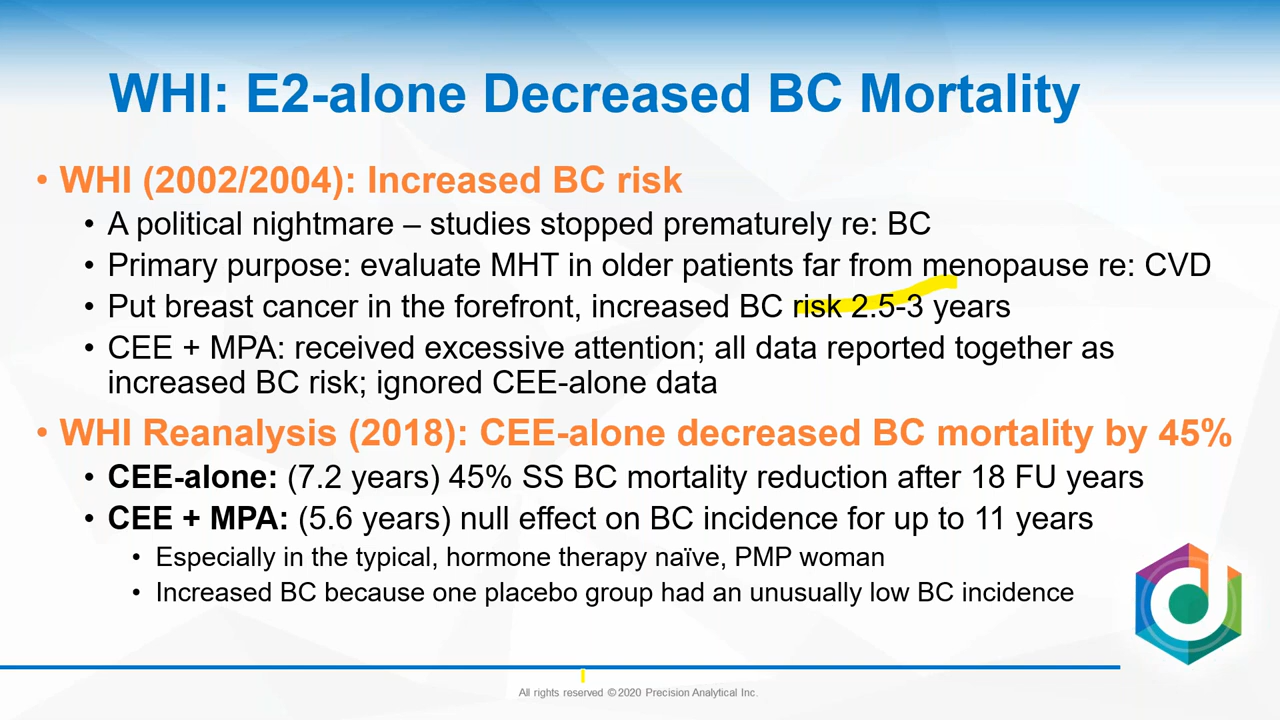 WHI: E2-alone Decreased BC Mortality
• WHI (2002/2004): Increased BC risk
• A political nightmare – studies stopped prematurely re: BC
• Primary purpose: evaluate MHT in older patients far from menopause re: CVD
• Put breast cancer in the forefront, increased BC risk 2.5-3 years
• CEE + MPA: received excessive attention; all data reported together as
increased BC risk; ignored CEE-alone data
• WHI Reanalysis (2018): CEE-alone decreased BC mortality by 45%
• CEE-alone: (7.2 years) 45% SS BC mortality reduction after 18 FU years
• CEE + MPA: (5.6 years) null effect on BC incidence for up to 11 years
• Especially in the typical, hormone therapy naïve, PMP woman
• Increased BC because one placebo group had an unusually low BC incidence
All rights reserved ©2020 Precision Analytical Inc.